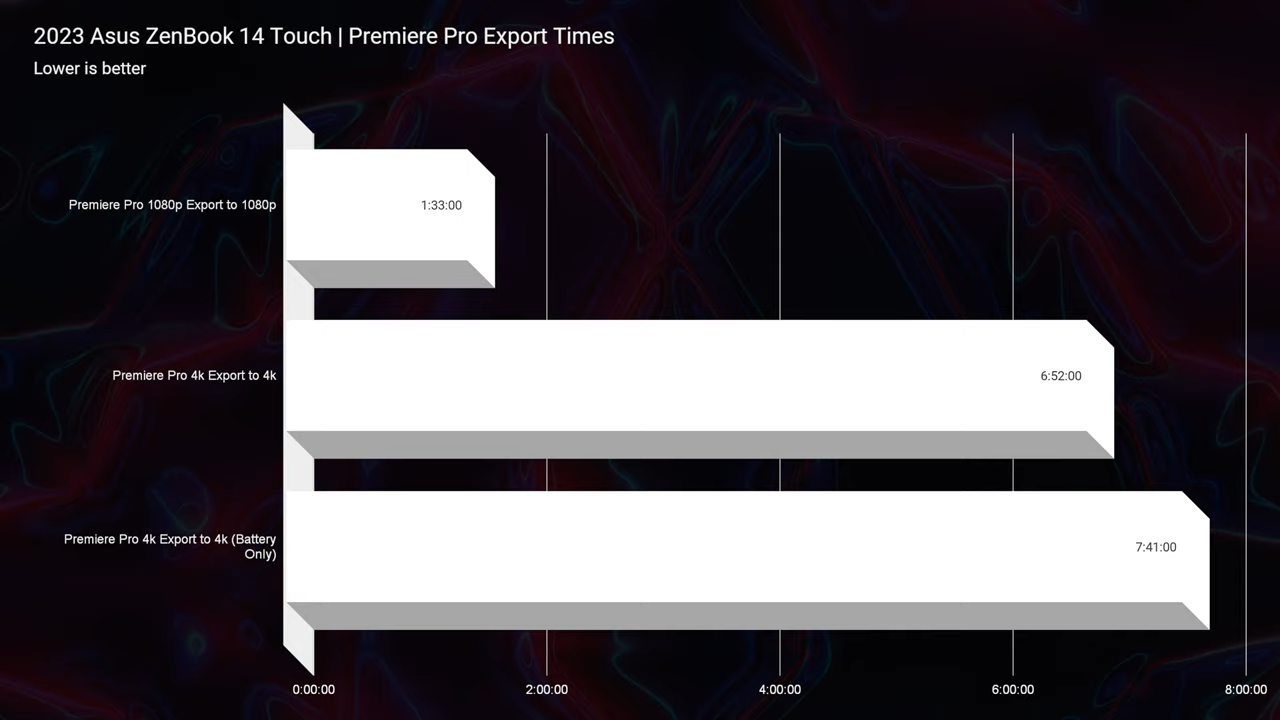 2023 Asus ZenBook 14 Touch | Premiere Pro Export Times
Lower is better
Premiere Pro 1080p Export to 1080p
1:33:00
Premiere Pro 4k Export to 4k
6:52:00
Premiere Pro 4k Export to 4k (Battery
Only)
7:41:00
0:00:00
2:00:00
4:00:00
6:00:00
8:00:00